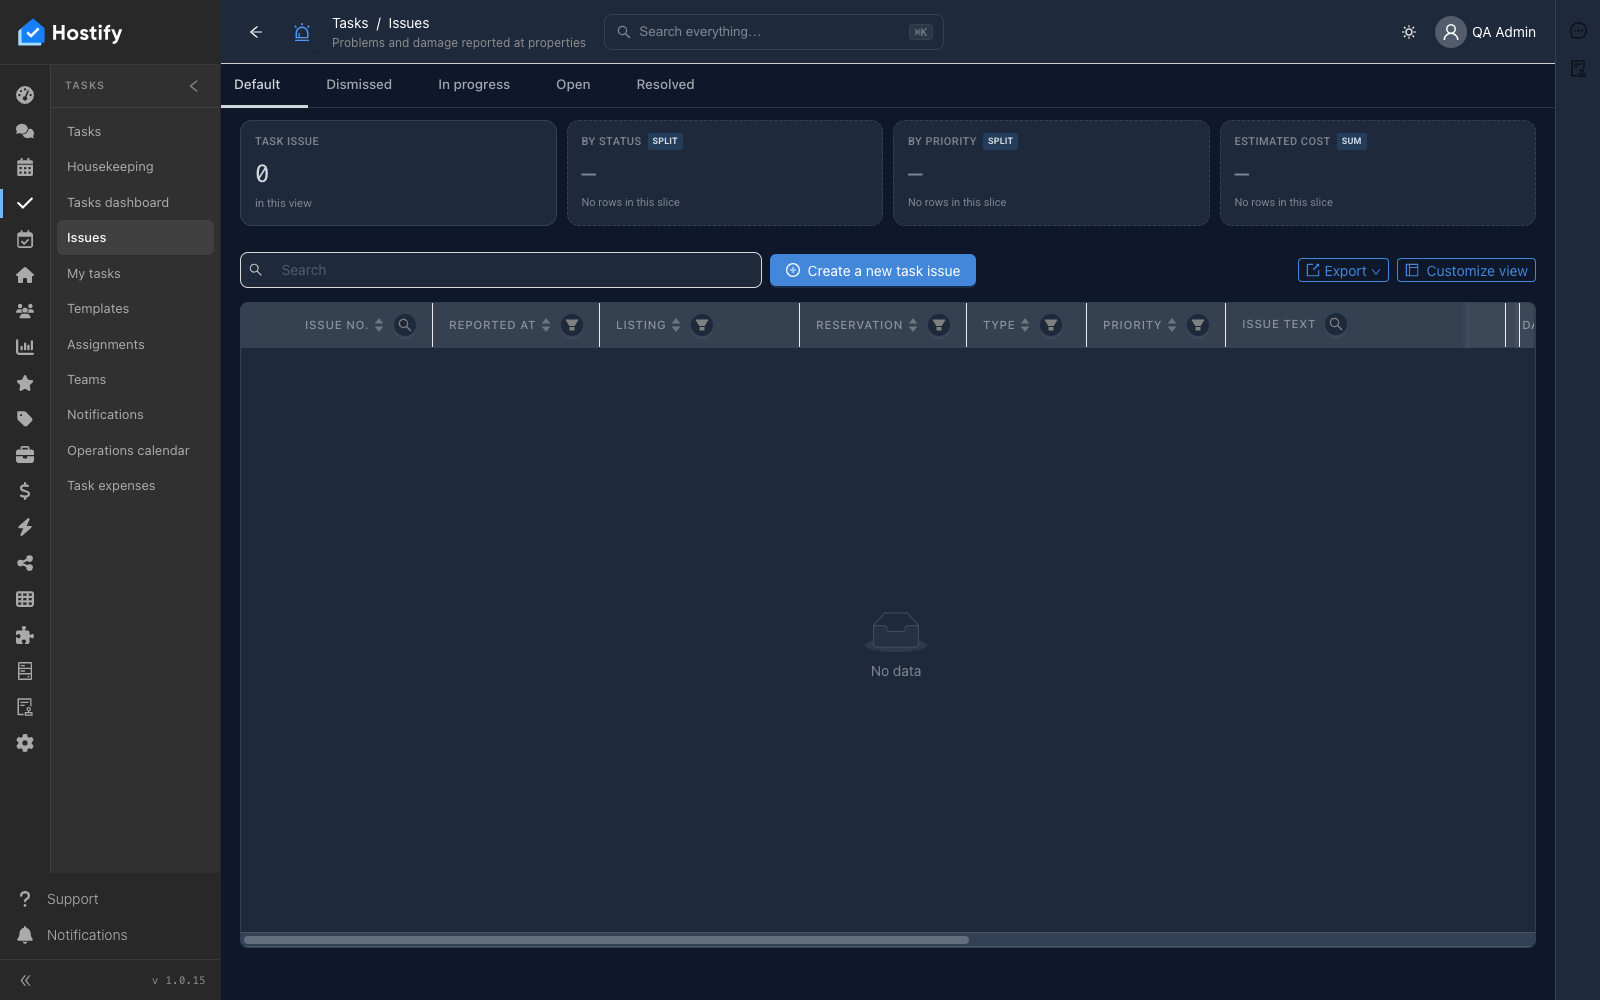 Hostify
TASKS
Tasks
Housekeeping
Tasks dashboard
Issues
My tasks
Templates
Assignments
Teams
Notifications
Operations calendar
Task expenses
Support
Notifications
v 1.0.15
Tasks / Issues
Problems and damage reported at properties
Search everything...
⌘K
QA Admin
Default
Dismissed
In progress
Open
Resolved
TASK ISSUE
0
in this view
BY STATUS SPLIT
—
No rows in this slice
BY PRIORITY SPLIT
—
No rows in this slice
ESTIMATED COST SUM
—
No rows in this slice
Search
Create a new task issue
Export
Customize view
ISSUE NO.
REPORTED AT
LISTING
RESERVATION
TYPE
PRIORITY
ISSUE TEXT
No data